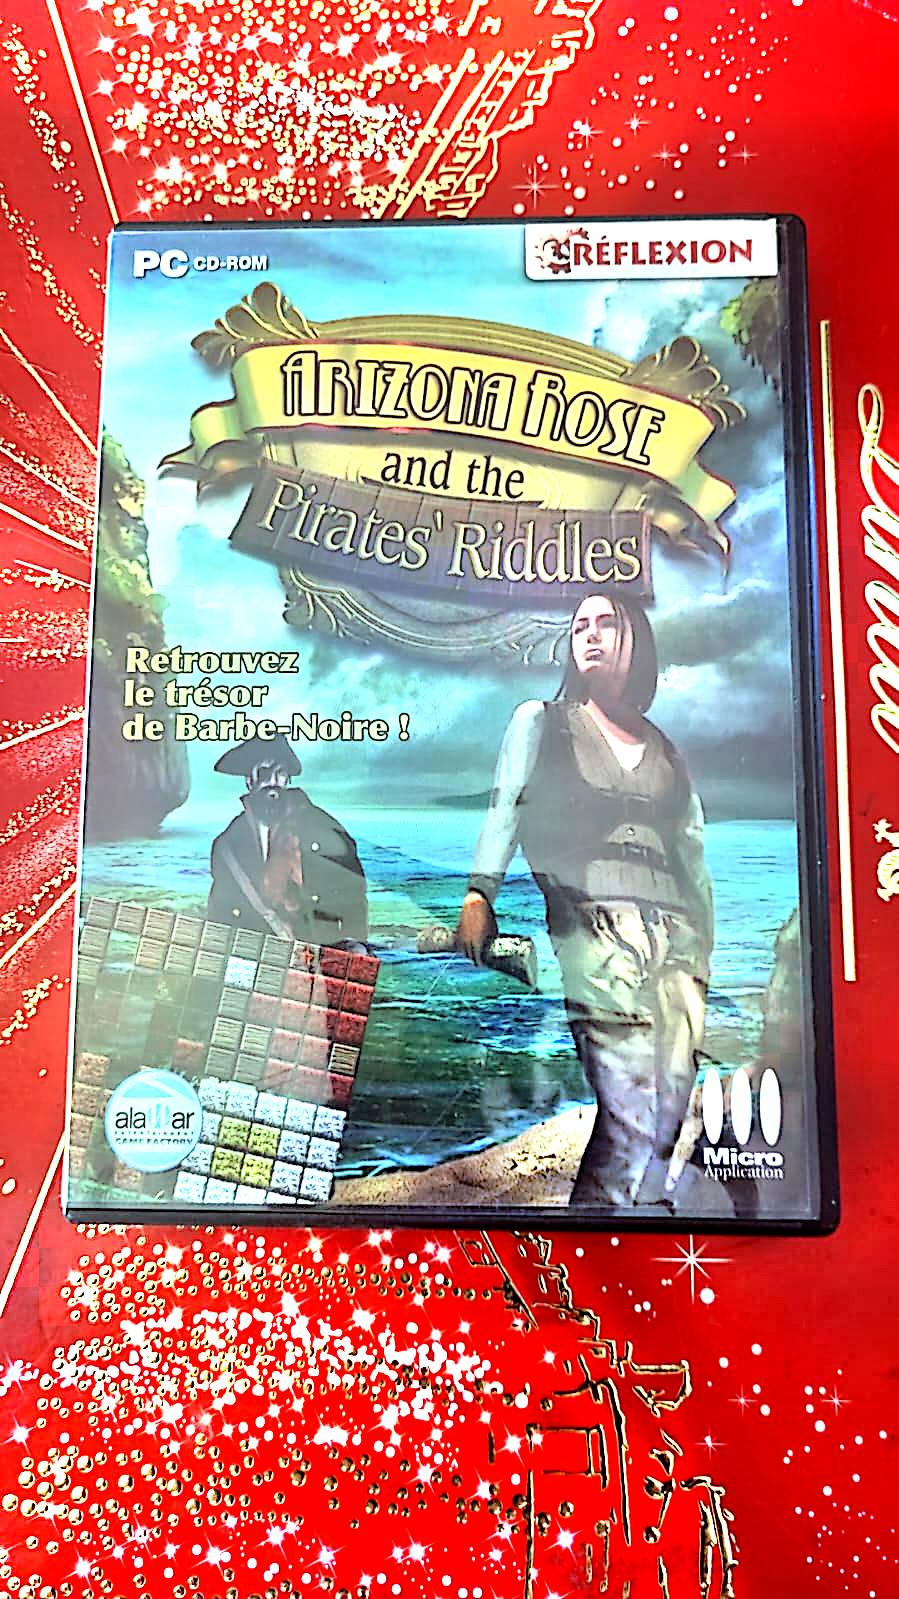 PC CD-ROM
RÉFLEXION
ARIZONA ROSE
and the
Pirates' Riddles
Retrouvez
le trésor
de Barbe-Noire !
alawar
ENTERTAINMENT
GAME FACTORY
Micro
Application